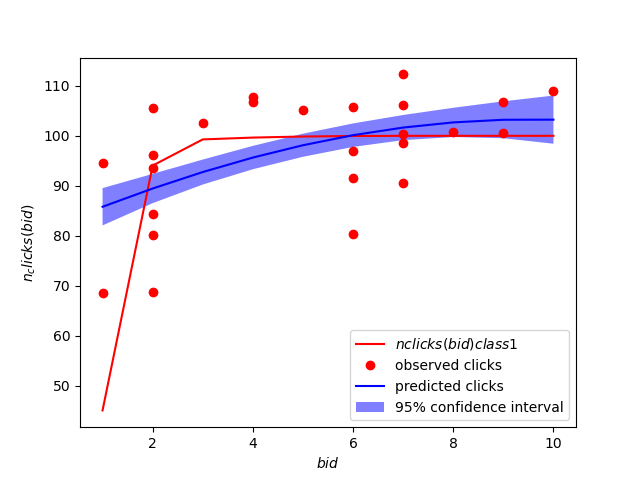 110
100
90
80
70
60
50
n_clicks(bid)
nclicks(bid)class1
observed clicks
predicted clicks
95% confidence interval
2
4
6
8
10
bid